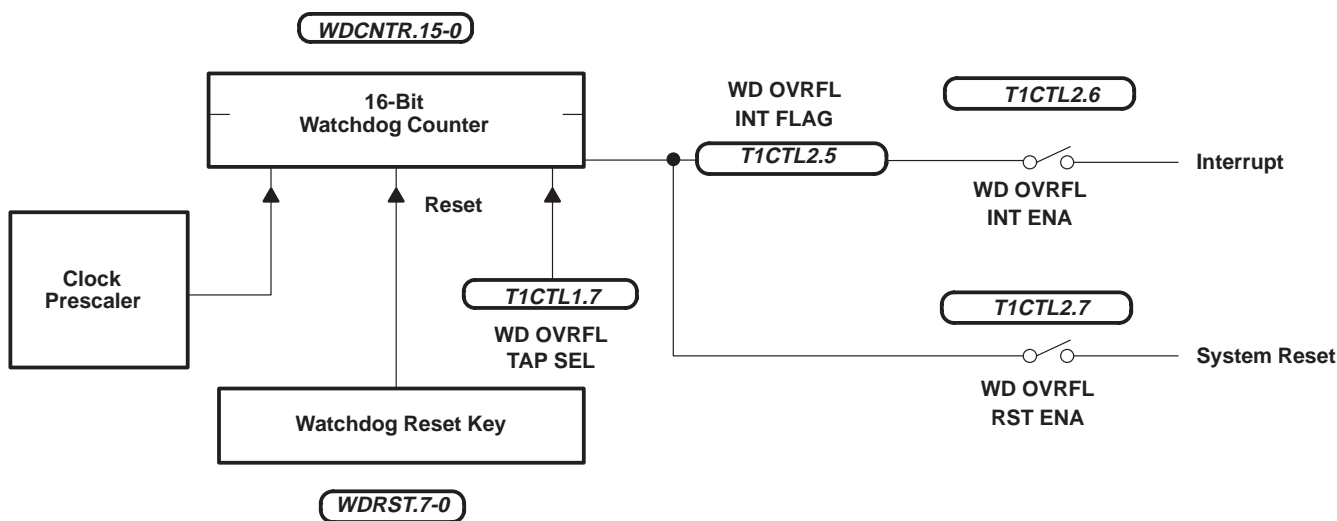 WDCNTR.15-0
16-Bit
Watchdog Counter
WD OVRFL
INT FLAG
T1CTL2.5
T1CTL2.6
WD OVRFL
INT ENA
Interrupt
Reset
Clock
Prescaler
T1CTL1.7
WD OVRFL
TAP SEL
T1CTL2.7
WD OVRFL
RST ENA
System Reset
Watchdog Reset Key
WDRST.7-0